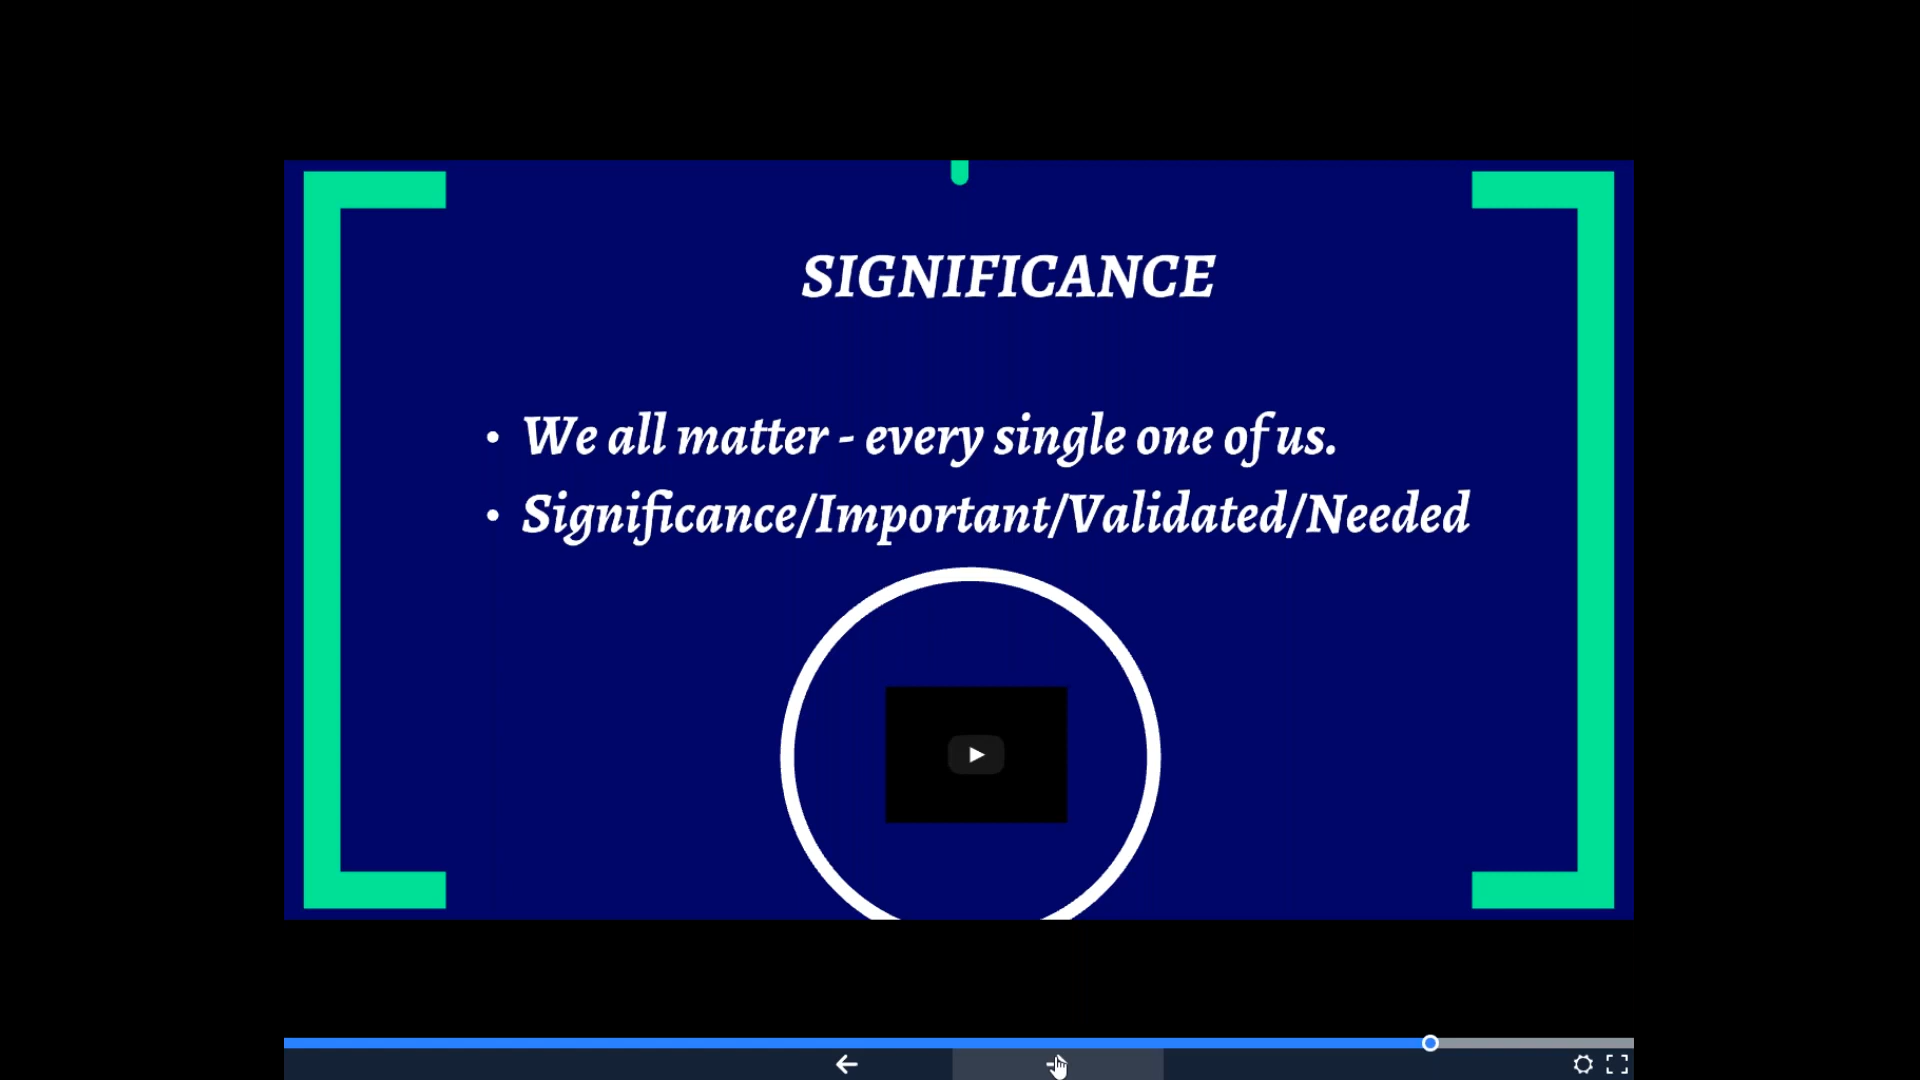 SIGNIFICANCE
• We all matter - every single one of us.
• Significance/Important/Validated/Needed